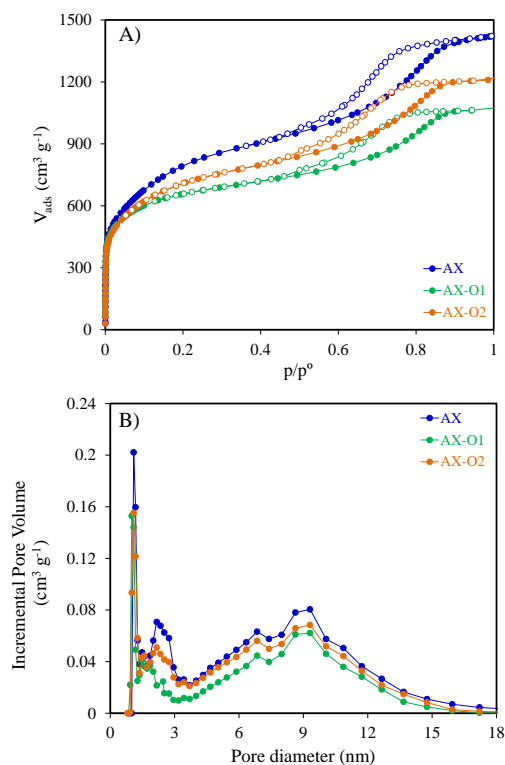 A)
1500
1200
900
600
300
0
V_ads (cm³ g⁻¹)
AX
AX-O1
AX-O2
0
0.2
0.4
0.6
0.8
1
p/pº
B)
0.24
0.2
0.16
0.12
0.08
0.04
0
Incremental Pore Volume
(cm³ g⁻¹)
AX
AX-O1
AX-O2
0
3
6
9
12
15
18
Pore diameter (nm)